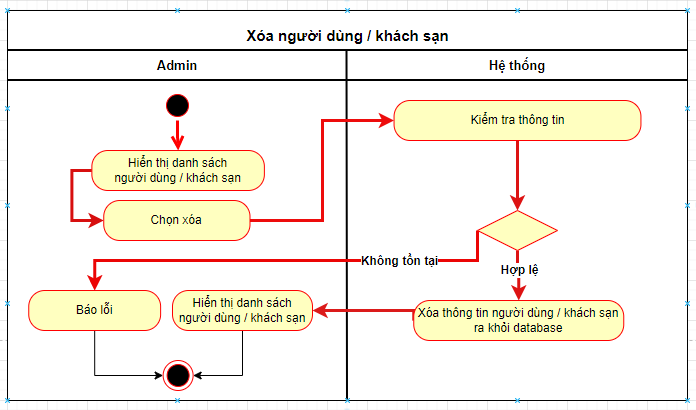 Xóa người dùng / khách sạn
Admin
Hệ thống
Kiểm tra thông tin
Hiển thị danh sách
người dùng / khách sạn
Chọn xóa
Không tồn tại
Hợp lệ
Báo lỗi
Hiển thị danh sách
người dùng / khách sạn
Xóa thông tin người dùng / khách sạn
ra khỏi database